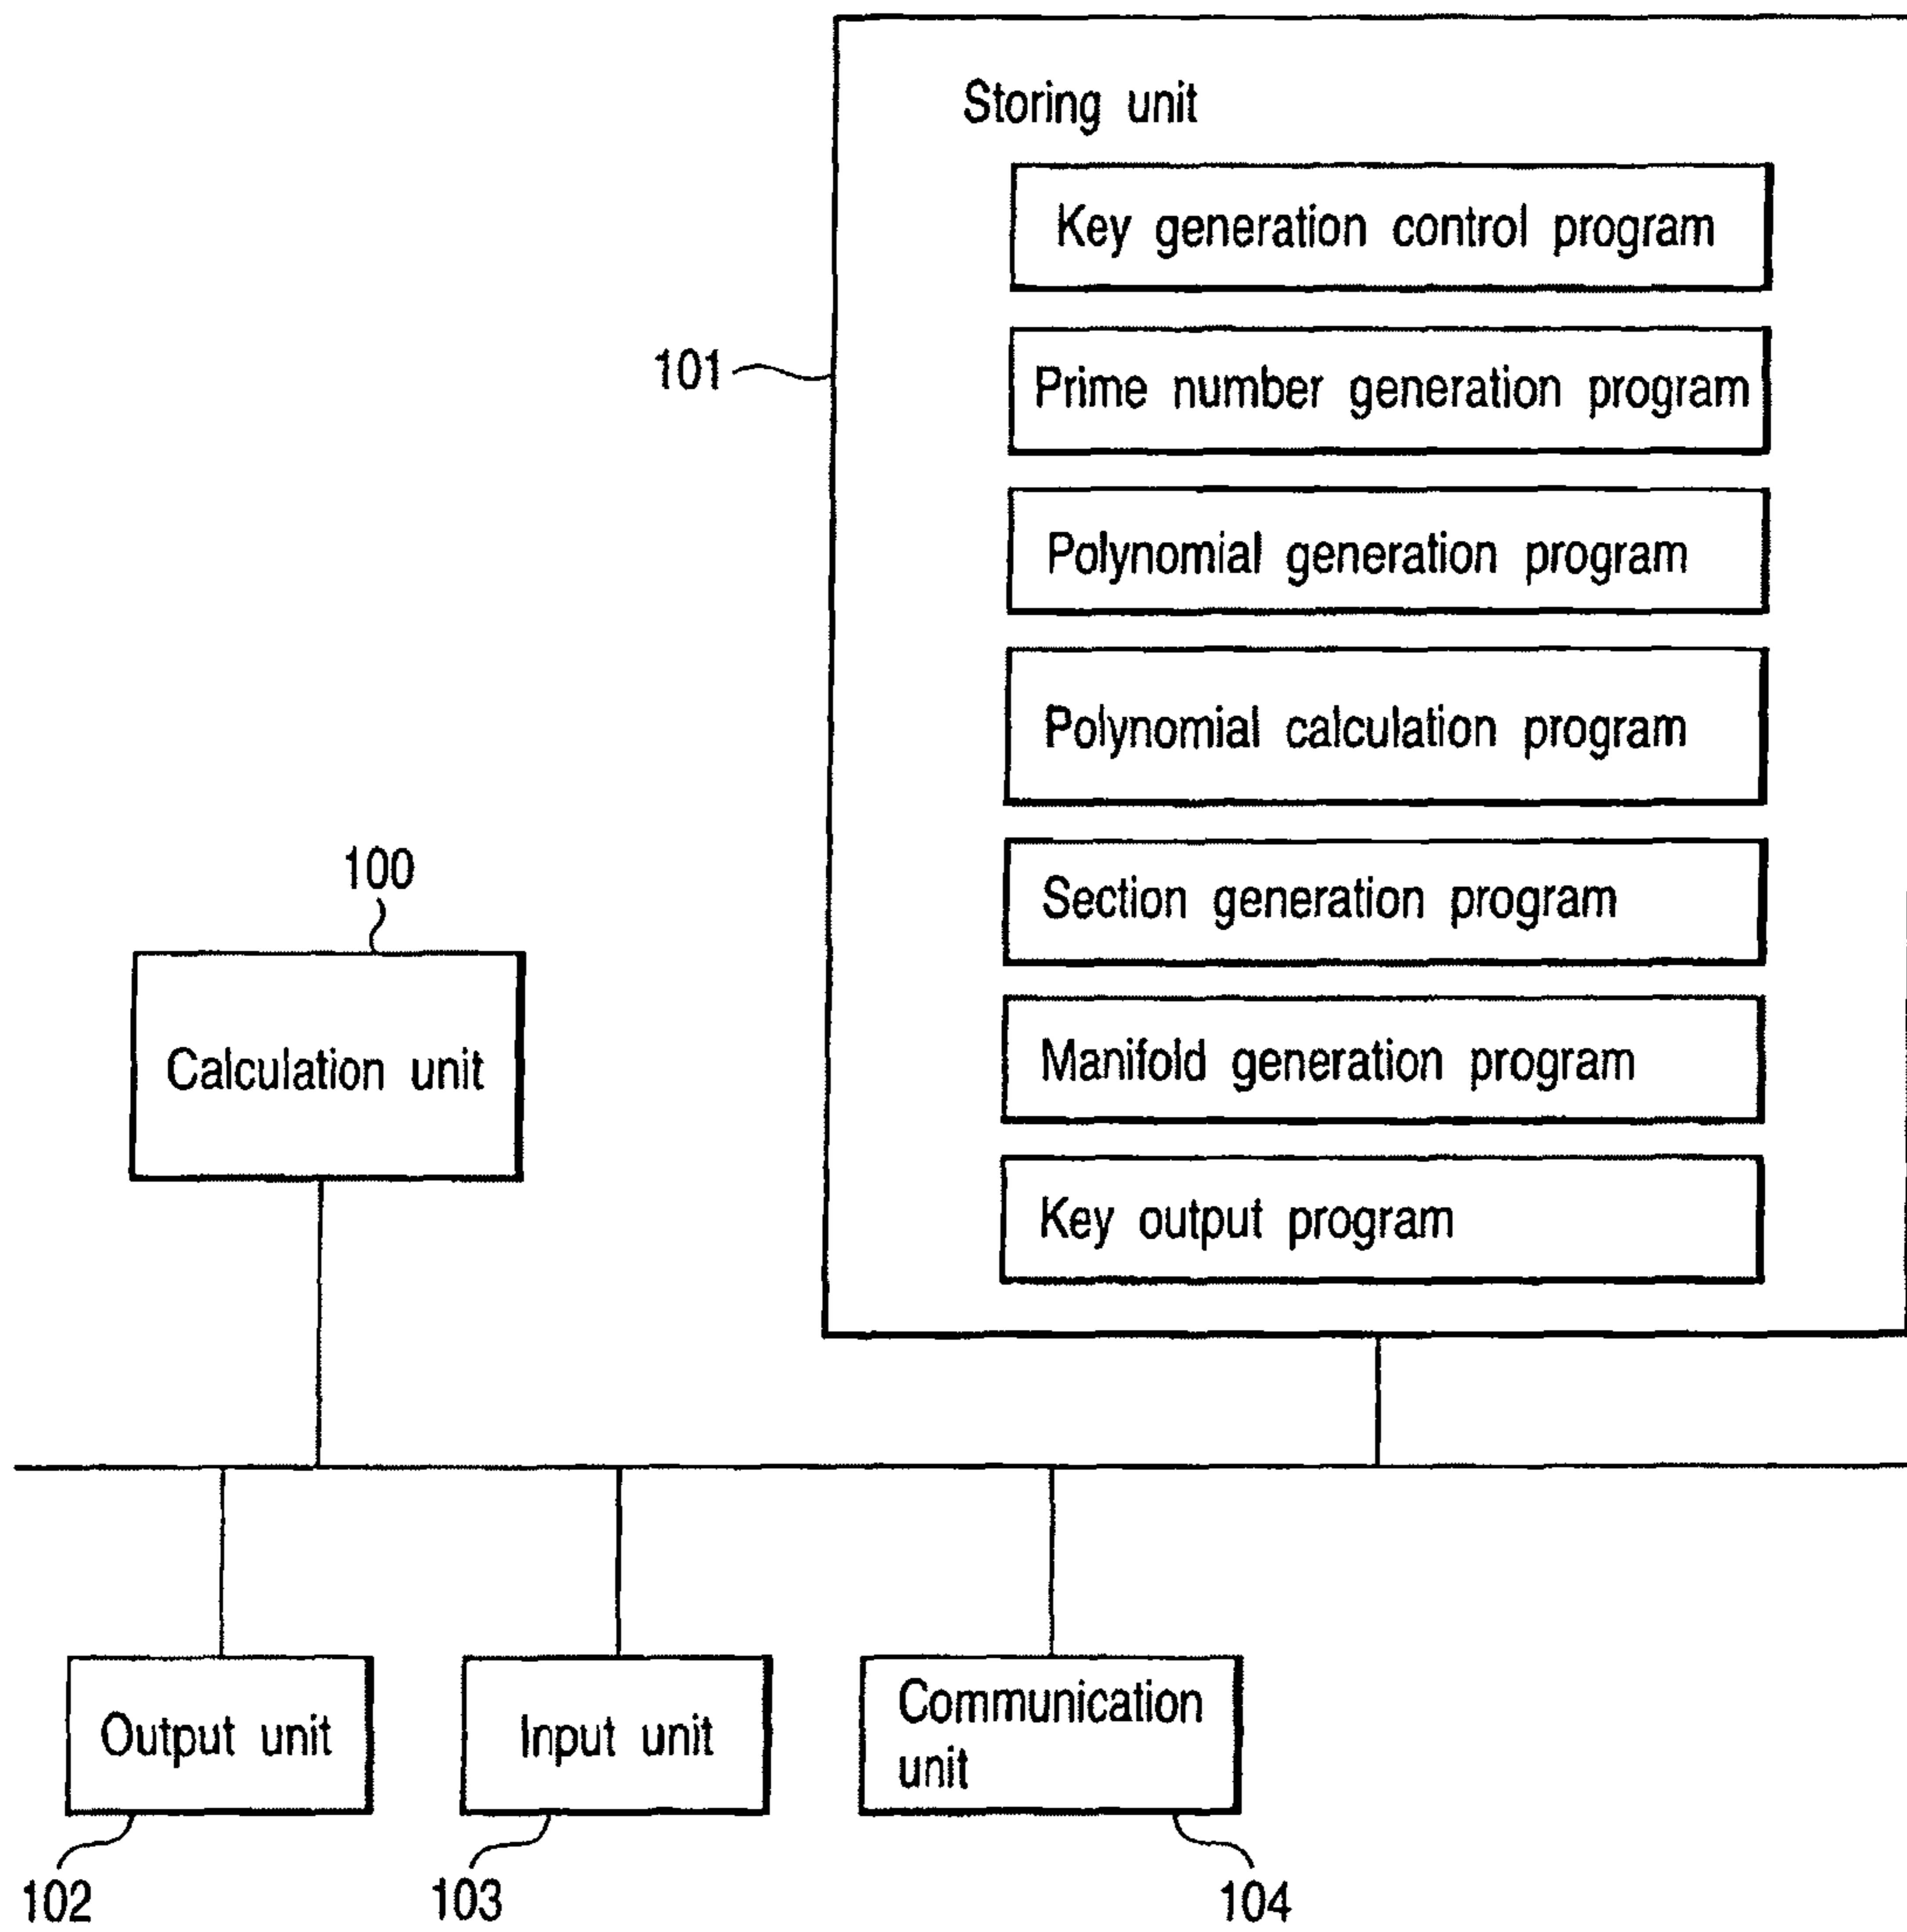 Storing unit
Key generation control program
Prime number generation program
101
Polynomial generation program
Polynomial calculation program
Section generation program
Manifold generation program
Key output program
100
Calculation unit
Output unit
Input unit
Communication
unit
102
103
104